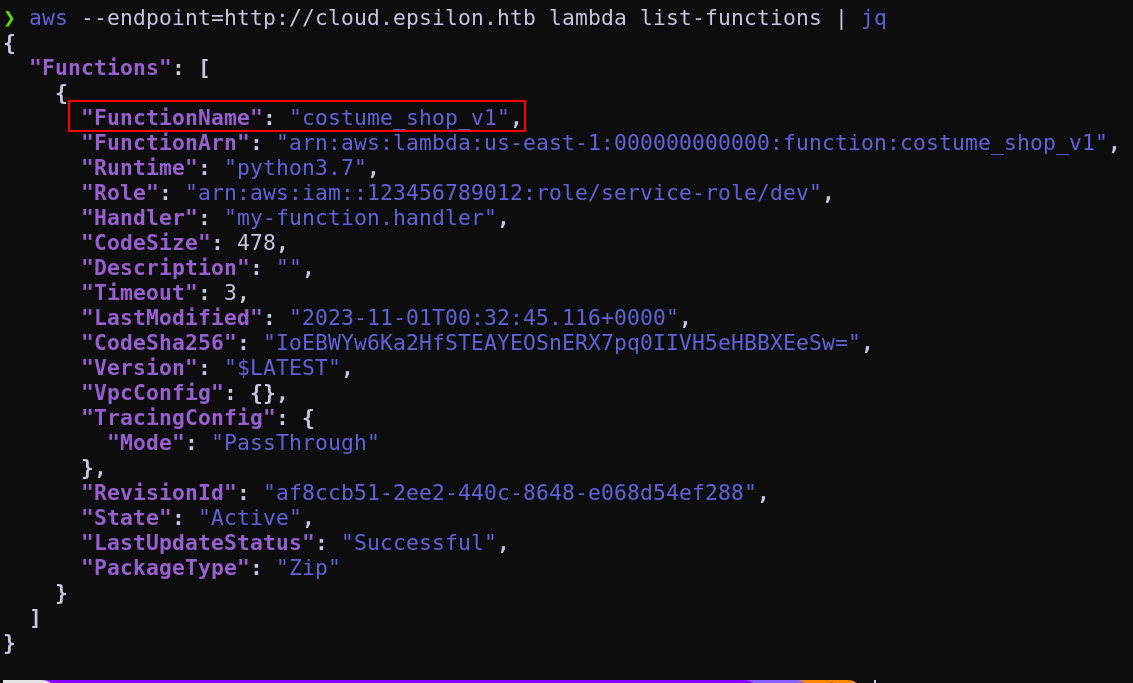 ❯ aws --endpoint=http://cloud.epsilon.htb lambda list-functions | jq
{
  "Functions": [
    {
      "FunctionName": "costume_shop_v1",
      "FunctionArn": "arn:aws:lambda:us-east-1:000000000000:function:costume_shop_v1",
      "Runtime": "python3.7",
      "Role": "arn:aws:iam::123456789012:role/service-role/dev",
      "Handler": "my-function.handler",
      "CodeSize": 478,
      "Description": "",
      "Timeout": 3,
      "LastModified": "2023-11-01T00:32:45.116+0000",
      "CodeSha256": "IoEBWYw6Ka2HfSTEAYEOSnERX7pq0IIVH5eHBBXEeSw=",
      "Version": "$LATEST",
      "VpcConfig": {},
      "TracingConfig": {
        "Mode": "PassThrough"
      },
      "RevisionId": "af8ccb51-2ee2-440c-8648-e068d54ef288",
      "State": "Active",
      "LastUpdateStatus": "Successful",
      "PackageType": "Zip"
    }
  ]
}